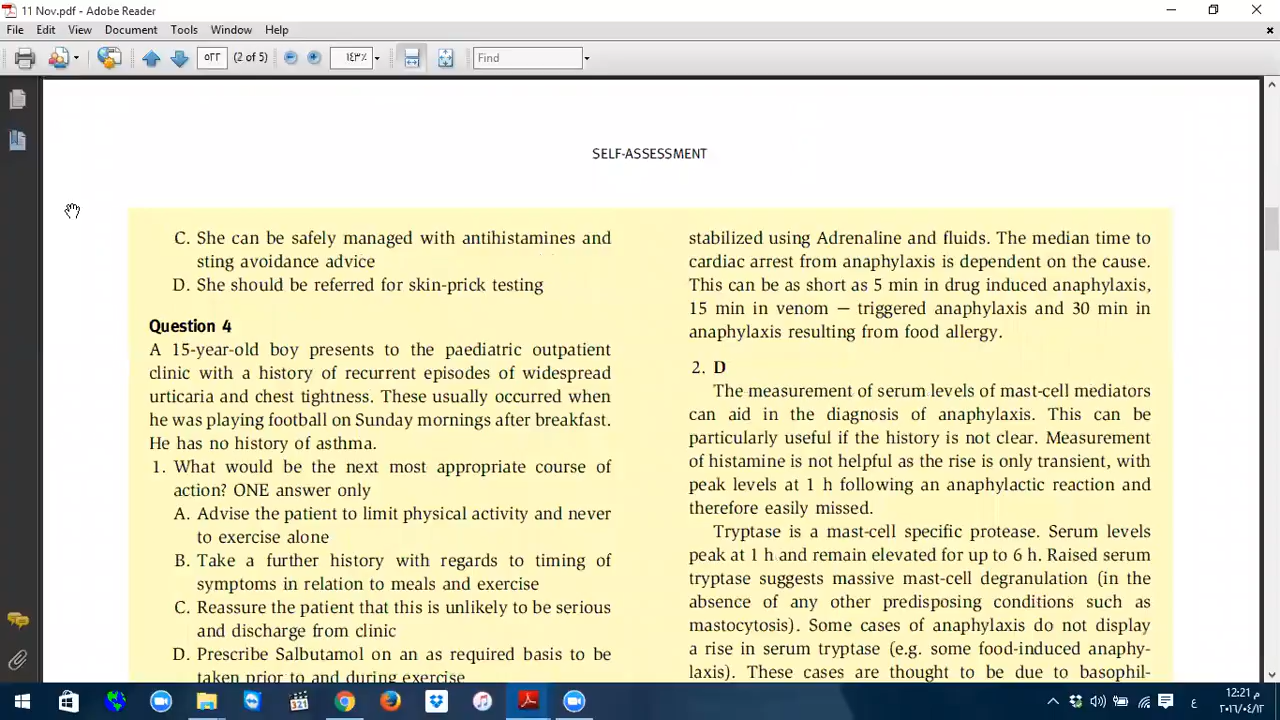 11 Nov.pdf - Adobe Reader
File Edit View Document Tools Window Help
٥٢٢ (2 of 5) ١٤٣٪ Find
SELF-ASSESSMENT
C. She can be safely managed with antihistamines and
sting avoidance advice
D. She should be referred for skin-prick testing
Question 4
A 15-year-old boy presents to the paediatric outpatient
clinic with a history of recurrent episodes of widespread
urticaria and chest tightness. These usually occurred when
he was playing football on Sunday mornings after breakfast.
He has no history of asthma.
1. What would be the next most appropriate course of
action? ONE answer only
A. Advise the patient to limit physical activity and never
to exercise alone
B. Take a further history with regards to timing of
symptoms in relation to meals and exercise
C. Reassure the patient that this is unlikely to be serious
and discharge from clinic
D. Prescribe Salbutamol on an as required basis to be
taken prior to and during exercise
stabilized using Adrenaline and fluids. The median time to
cardiac arrest from anaphylaxis is dependent on the cause.
This can be as short as 5 min in drug induced anaphylaxis,
15 min in venom – triggered anaphylaxis and 30 min in
anaphylaxis resulting from food allergy.
2. D
The measurement of serum levels of mast-cell mediators
can aid in the diagnosis of anaphylaxis. This can be
particularly useful if the history is not clear. Measurement
of histamine is not helpful as the rise is only transient, with
peak levels at 1 h following an anaphylactic reaction and
therefore easily missed.
Tryptase is a mast-cell specific protease. Serum levels
peak at 1 h and remain elevated for up to 6 h. Raised serum
tryptase suggests massive mast-cell degranulation (in the
absence of any other predisposing conditions such as
mastocytosis). Some cases of anaphylaxis do not display
a rise in serum tryptase (e.g. some food-induced anaphy-
laxis). These cases are thought to be due to basophil-
321
ع
12:21 م
٢٠١٦/٠٤/١٢